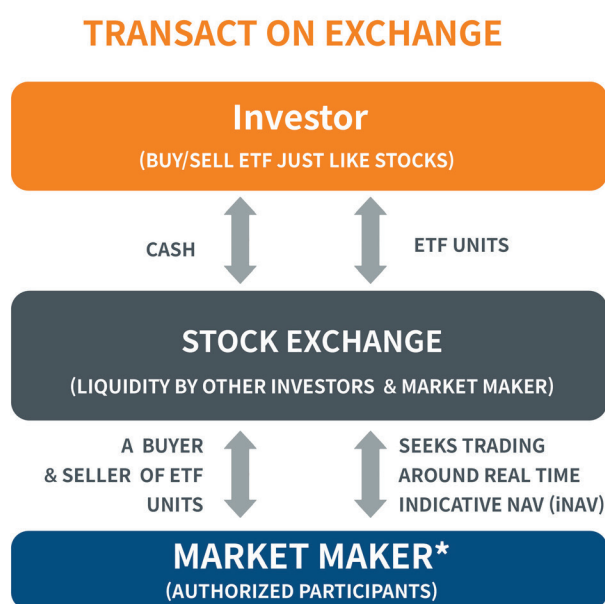 TRANSACT ON EXCHANGE
Investor
(BUY/SELL ETF JUST LIKE STOCKS)
CASH
ETF UNITS
STOCK EXCHANGE
(LIQUIDITY BY OTHER INVESTORS & MARKET MAKER)
A BUYER
& SELLER OF ETF
UNITS
SEEKS TRADING
AROUND REAL TIME
INDICATIVE NAV (iNAV)
MARKET MAKER*
(AUTHORIZED PARTICIPANTS)